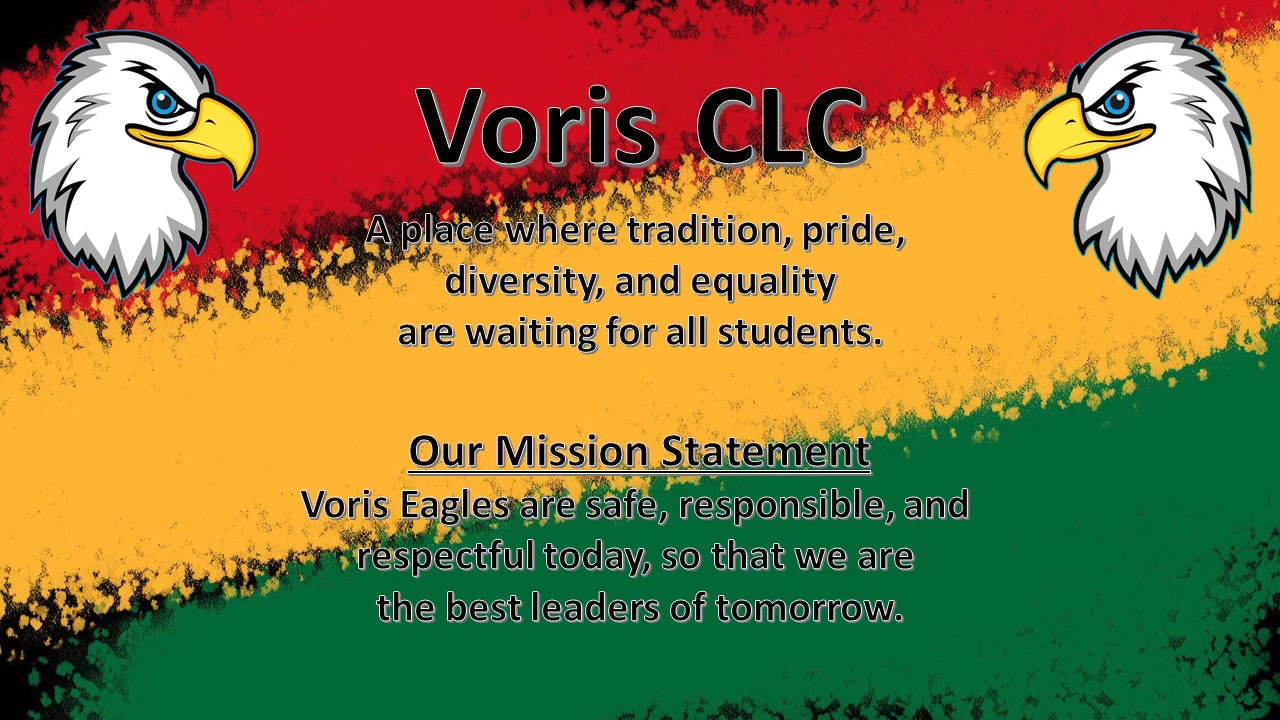 Voris CLC
A place where tradition, pride,
diversity, and equality
are waiting for all students.
Our Mission Statement
Voris Eagles are safe, responsible, and
respectful today, so that we are
the best leaders of tomorrow.